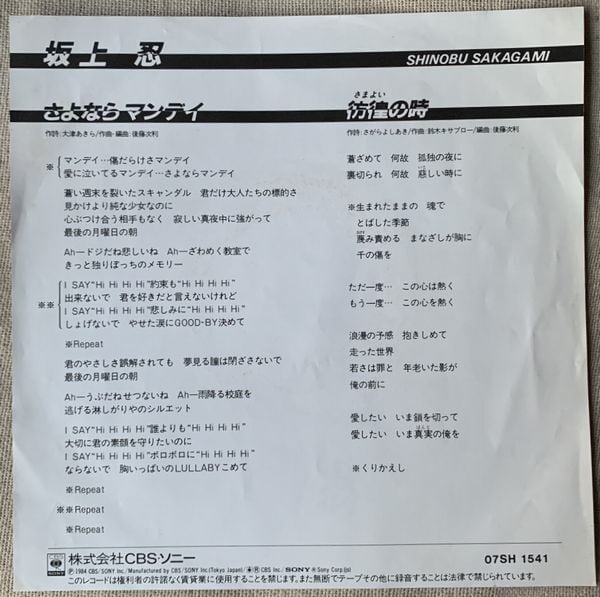 坂上 忍
SHINOBU SAKAGAMI
さよなら マンデイ
作詩：大津あきら/作曲・編曲：後藤次利
※ マンデイ…傷だらけさマンデイ
愛に泣いてるマンデイ…さよならマンデイ
蒼い週末を裂いたスキャンダル 君だけ大人たちの標的さ
見かけより純な少女なのに
心ぶつけ合う相手もなく 寂しい真夜中に強がって
最後の月曜日の朝
Ah―ドジだね悲しいね Ah―ざわめく教室で
きっと独りぼっちのメモリー
※※ I SAY“Hi Hi Hi Hi”約束も“Hi Hi Hi Hi”
出来ないで 君を好きだと言えないけれど
I SAY“Hi Hi Hi Hi”悲しみに“Hi Hi Hi Hi”
しょげないで やせた涙にGOOD-BY決めて
※Repeat
君のやさしさ誤解されても 夢見る瞳は閉ざさないで
最後の月曜日の朝
Ah―うぶだねせつないね Ah―雨降る校庭を
逃げる淋しがりやのシルエット
I SAY“Hi Hi Hi Hi”誰よりも“Hi Hi Hi Hi”
大切に君の素顔を守りたいのに
I SAY“Hi Hi Hi Hi”ボロボロに“Hi Hi Hi Hi”
ならないで 胸いっぱいのLULLABYこめて
※Repeat
※※Repeat
※Repeat
さまよい
彷徨の時
作詩：さがらよしあき/作曲：鈴木キサブロー/編曲：後藤次利
蒼ざめて 何故 孤独の夜に
裏切られ 何故 慈しい時に
※生まれたままの 魂で
とばした季節
蔑み責める まなざしが胸に
千の傷を
ただ一度… この心は熱く
もう一度… この心を熱く
浪漫の予感 抱きしめて
走った世界
若さは罪と 年老いた影が
俺の前に
愛したい いま鎖を切って
愛したい いま真実の俺を
※くりかえし
株式会社CBS・ソニー
07SH 1541
Ⓟ1984 CBS/SONY Inc./Manufactured by CBS/SONY Inc.(Tokyo Japan)/
このレコードは権利者の許諾なく賃貸業に使用することを禁じます。また無断でテープその他に録音することは法律で禁じられています。